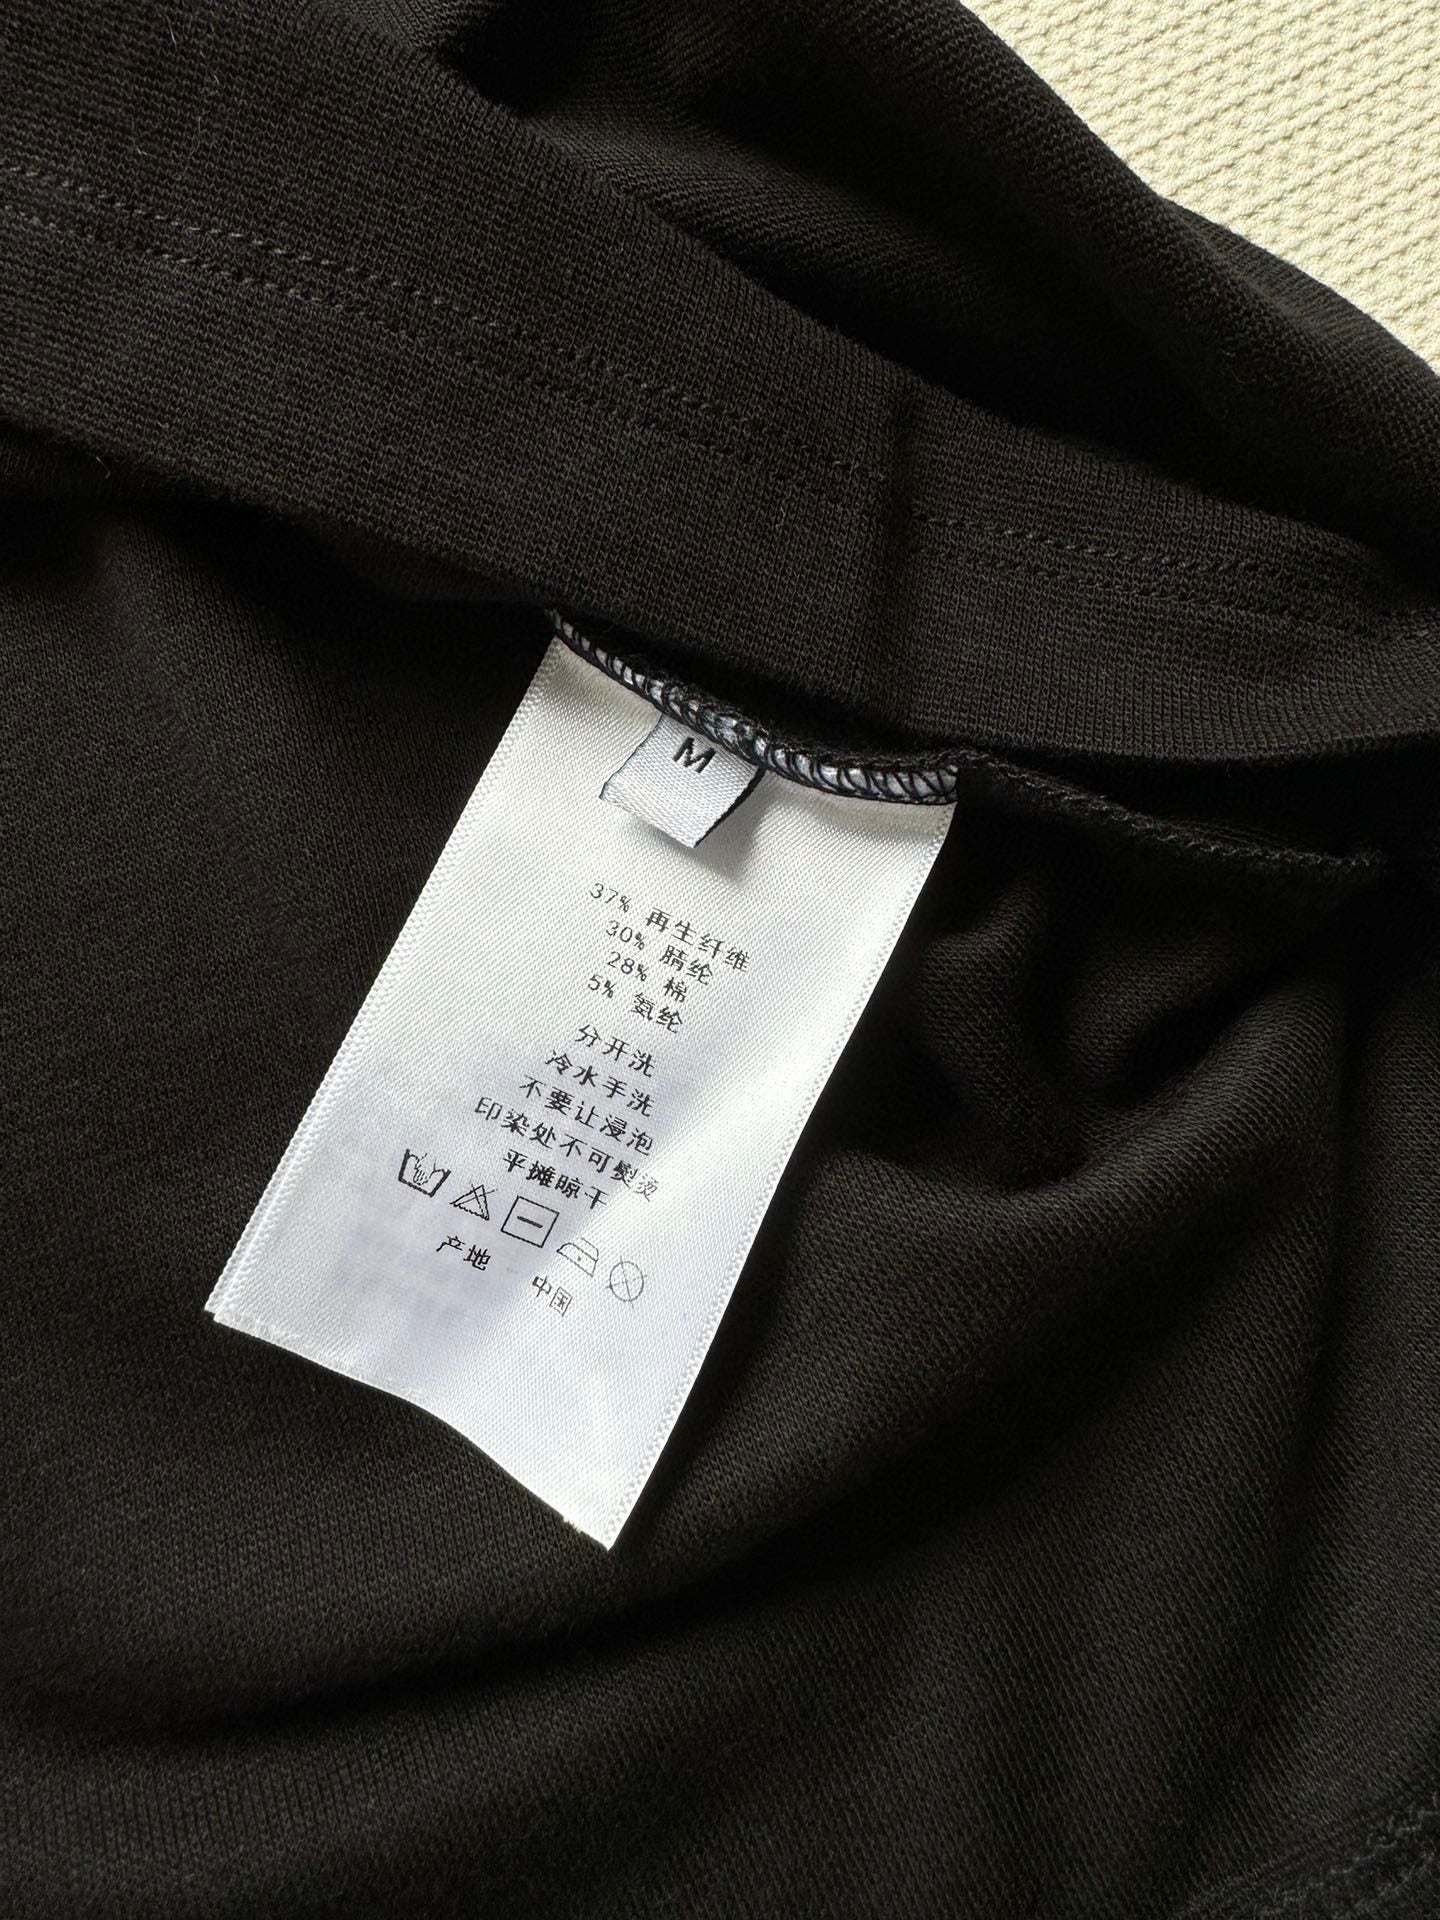 M
37% 再生纤维
30% 腈纶
28% 棉
5% 氨纶
分开洗
冷水手洗
不要让浸泡
印染处不可熨烫
平摊晾干
产地 中国